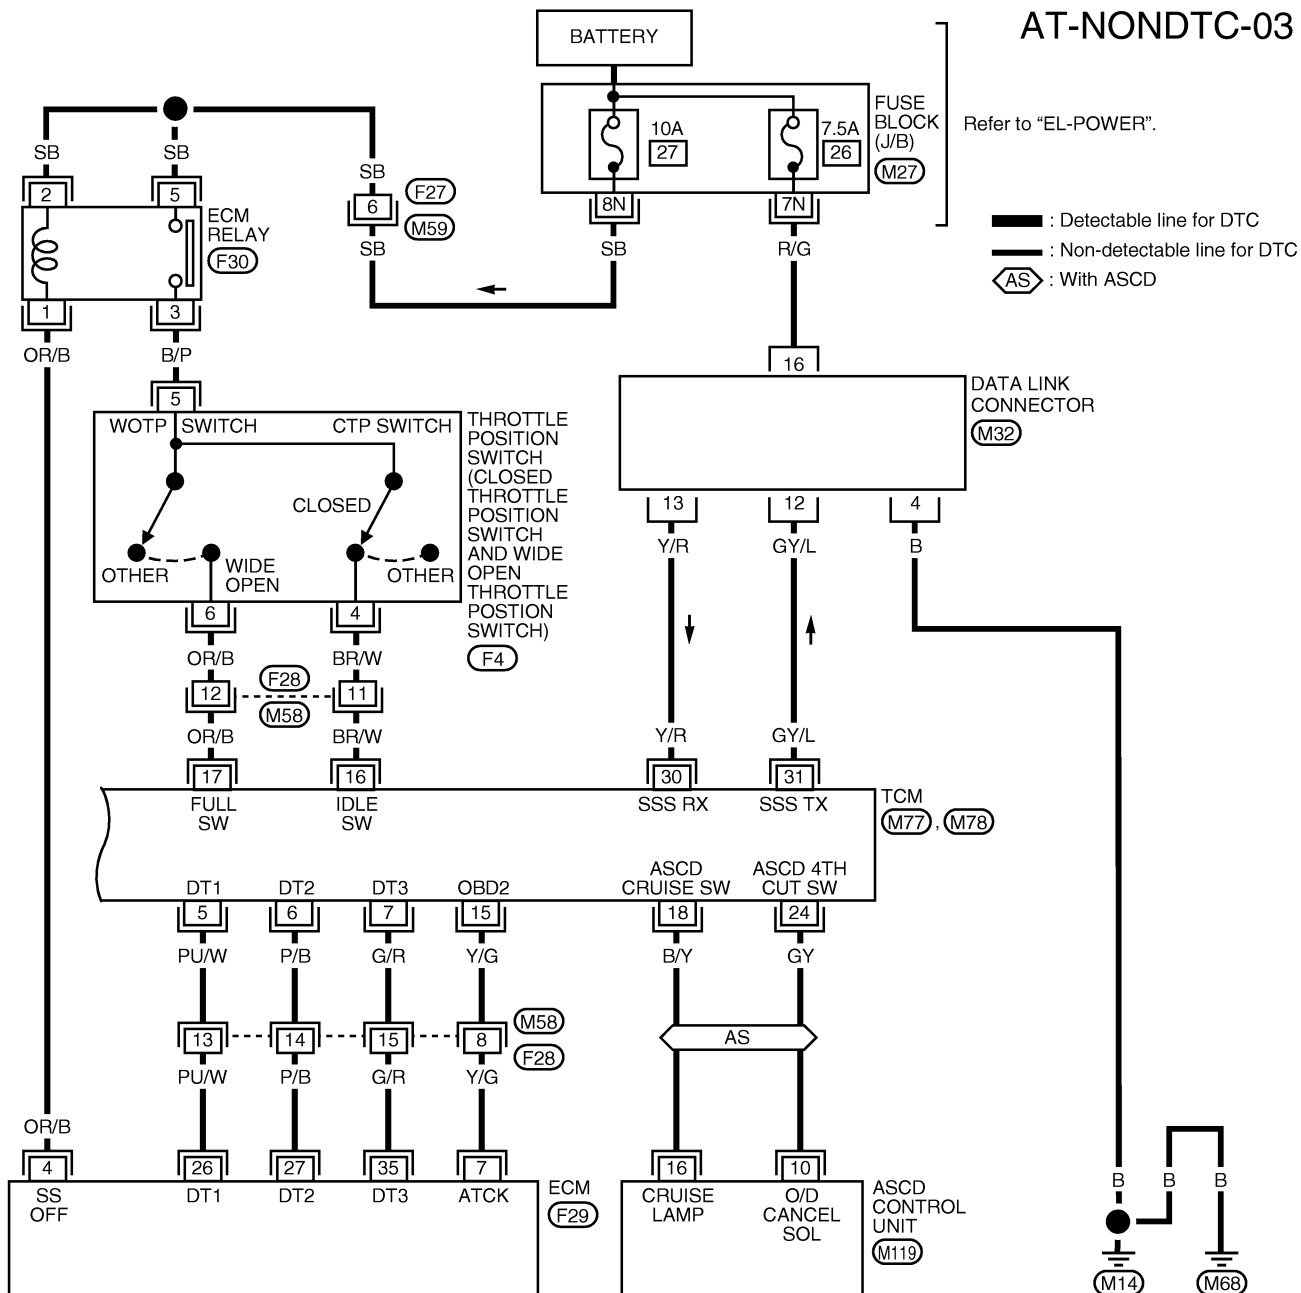 AT-NONDTC-03
BATTERY
FUSE
BLOCK
(J/B)
M27
Refer to “EL-POWER”.
10A
27
7.5A
26
8N
7N
SB
R/G
: Detectable line for DTC
: Non-detectable line for DTC
AS : With ASCD
SB
SB
SB
2
5
6
F27
M59
SB
ECM
RELAY
F30
1
3
OR/B
B/P
5
16
DATA LINK
CONNECTOR
M32
WOTP SWITCH
CTP SWITCH
CLOSED
OTHER
WIDE
OPEN
OTHER
THROTTLE
POSITION
SWITCH
(CLOSED
THROTTLE
POSITION
SWITCH
AND WIDE
OPEN
THROTTLE
POSTION
SWITCH)
F4
13
12
4
Y/R
GY/L
B
6
4
OR/B
BR/W
12
F28
M58
11
OR/B
BR/W
Y/R
GY/L
17
16
30
31
FULL
SW
IDLE
SW
SSS RX
SSS TX
TCM
M77 , M78
DT1
DT2
DT3
OBD2
ASCD
CRUISE SW
ASCD 4TH
CUT SW
5
6
7
15
18
24
PU/W
P/B
G/R
Y/G
B/Y
GY
13
14
15
8
M58
F28
AS
PU/W
P/B
G/R
Y/G
OR/B
4
26
27
35
7
16
10
SS
OFF
DT1
DT2
DT3
ATCK
ECM
F29
CRUISE
LAMP
O/D
CANCEL
SOL
ASCD
CONTROL
UNIT
M119
B
B
B
M14
M68